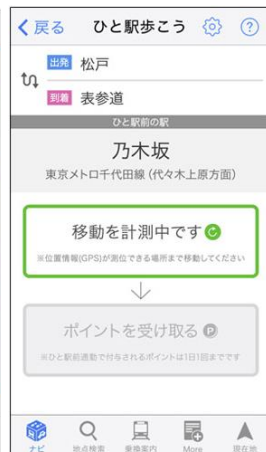 戻る ひと駅歩こう ?
出発 松戸
到着 表参道
ひと駅前の駅
乃木坂
東京メトロ千代田線 (代々木上原方面)
移動を計測中です
※位置情報(GPS)が測位できる場所まで移動してください
ポイントを受け取る P
※ひと駅前通勤で付与されるポイントは1日1回までです
ナビ 地点検索 乗換案内 More 現在地